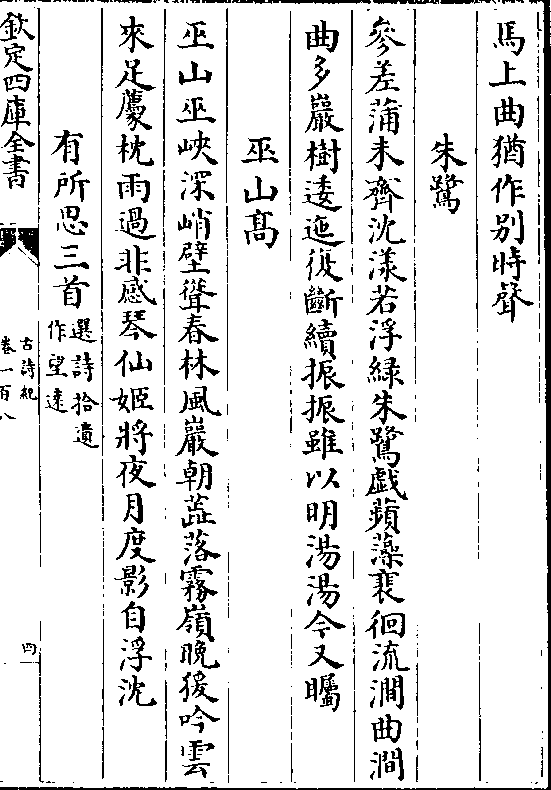 馬上曲猶作别時聲
朱鷺
參差蒲未齊沈漾若浮綠朱鷺戲蘋藻裵徊流澗曲澗
曲多巖樹逶迤復斷續振振雖以明湯湯今又矚
巫山髙
巫山巫峽深峭壁聳春林風巖朝蕋落霧嶺晚猨吟雲
來足薦枕雨過非感琴仙姬將夜月度影自浮沈
有所思三首選詩拾遺作望遠
欽定四庫全書
古詩紀
卷一百八
四